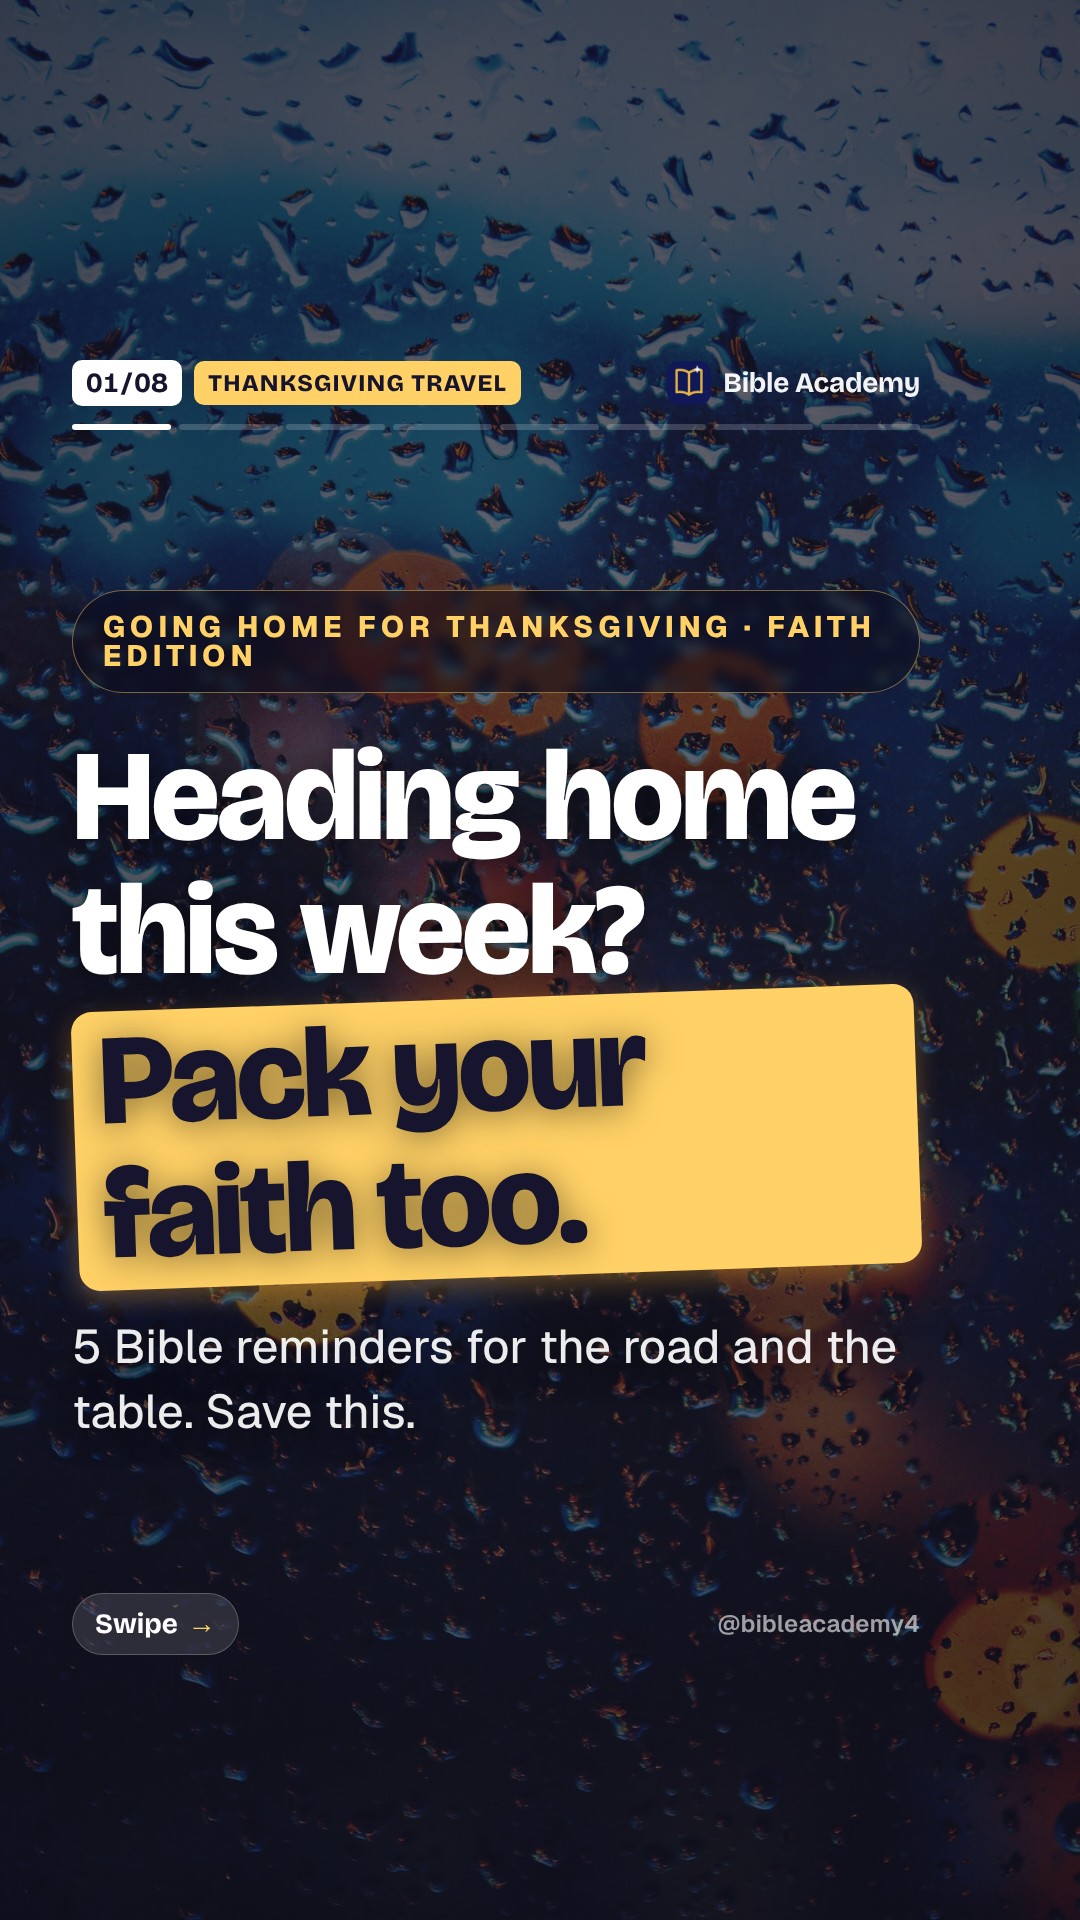 01/08
THANKSGIVING TRAVEL
Bible Academy
GOING HOME FOR THANKSGIVING · FAITH
EDITION
Heading home
this week?
Pack your
faith too.
5 Bible reminders for the road and the
table. Save this.
Swipe →
@bibleacademy4